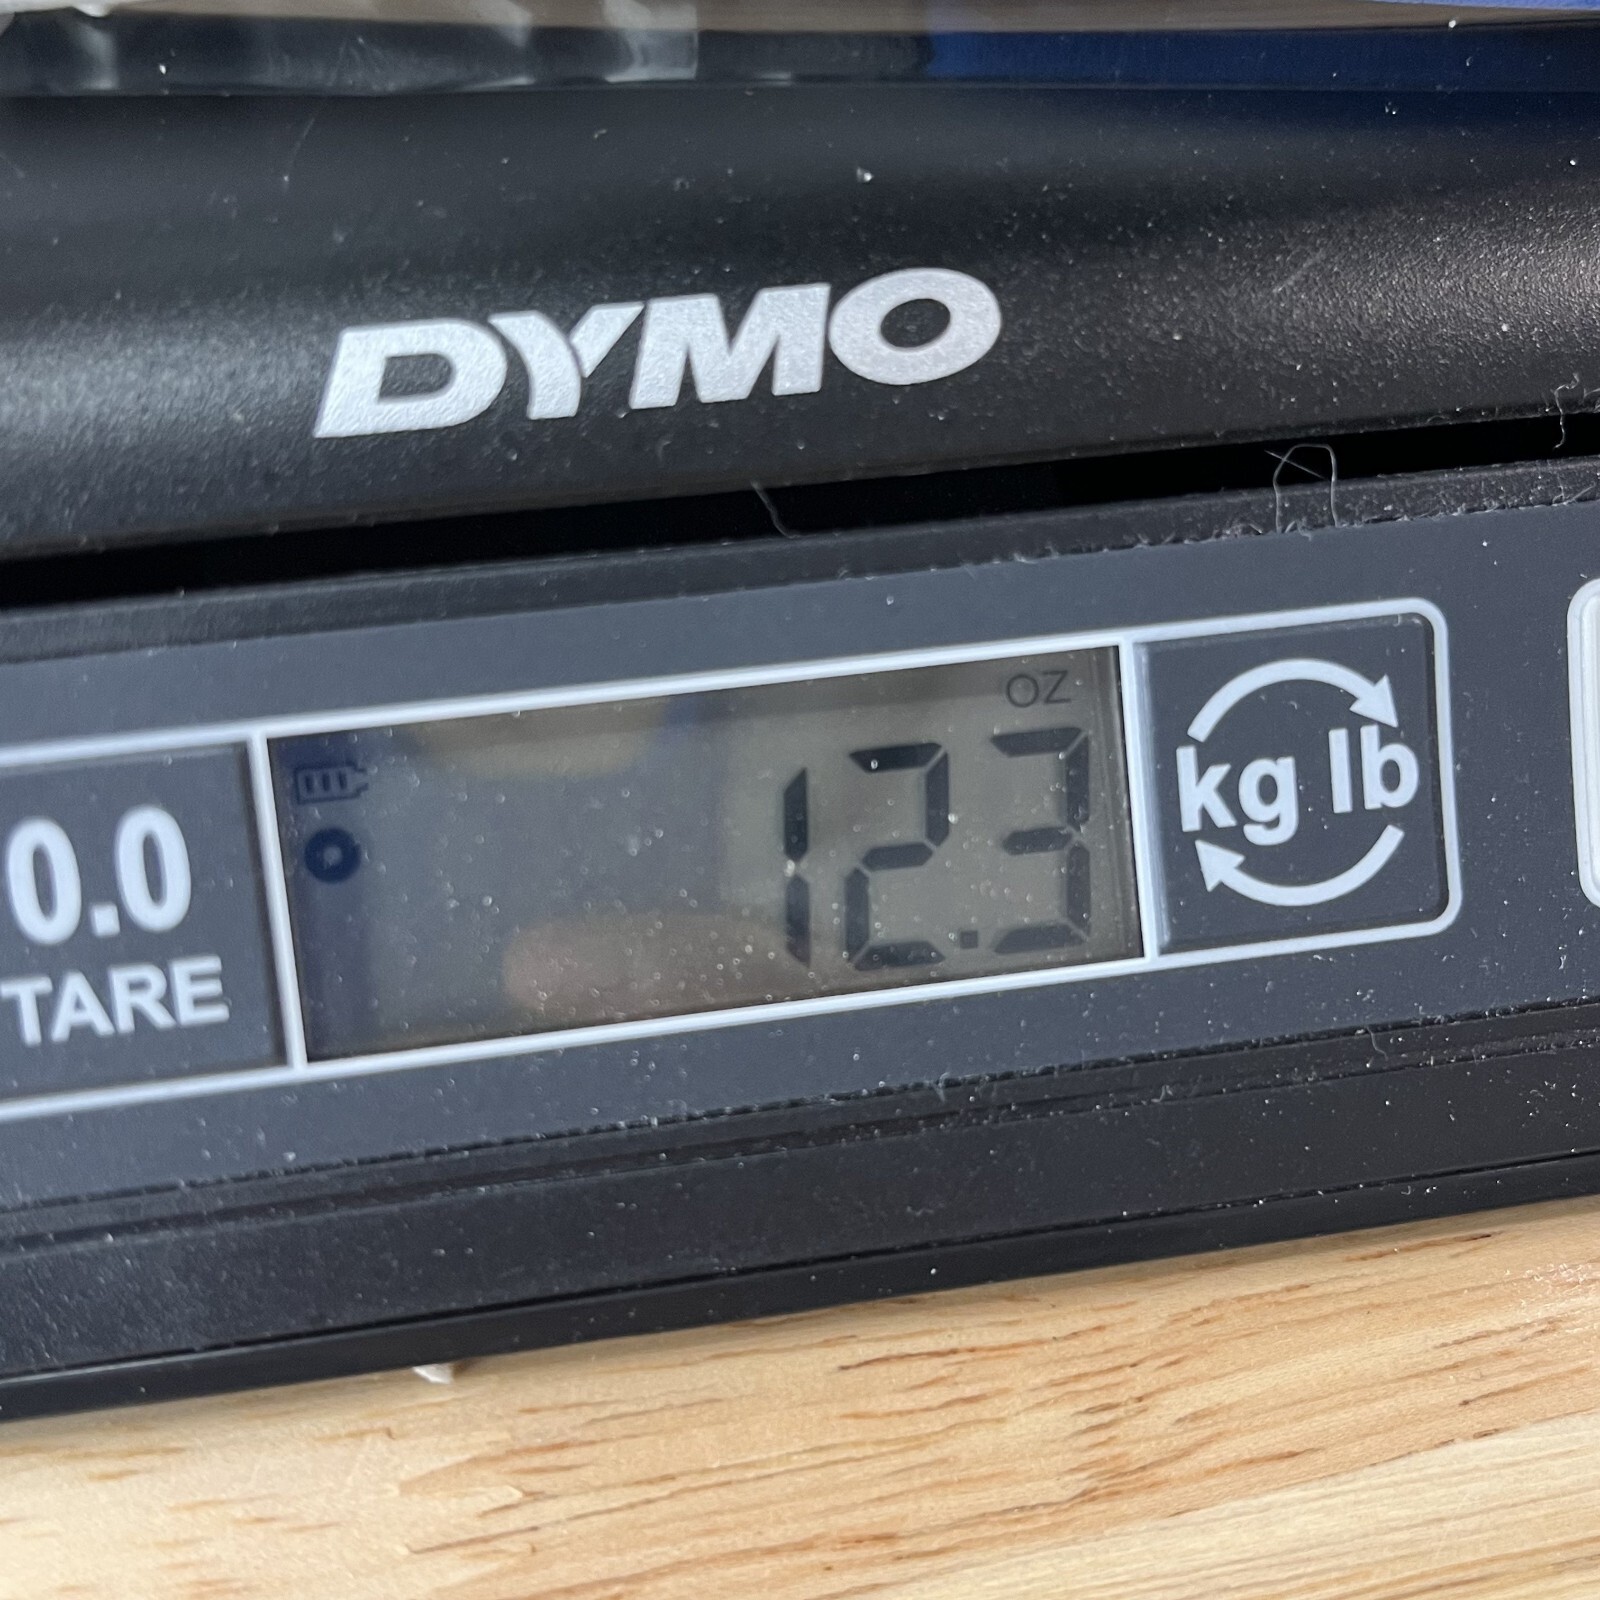 DYMO
0.0
TARE
OZ
12.3
kg lb